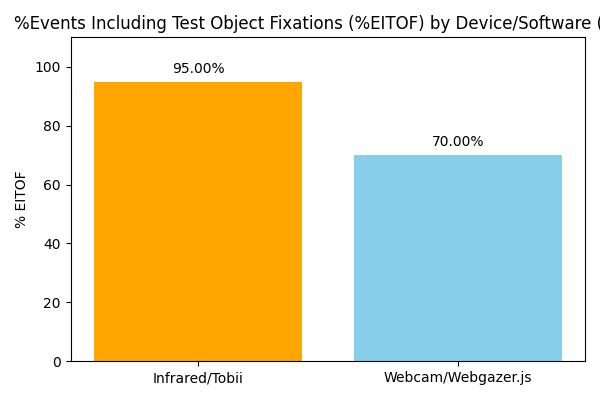 %Events Including Test Object Fixations (%EITOF) by Device/Software (
100
80
60
40
20
0
% EITOF
95.00%
70.00%
Infrared/Tobii
Webcam/Webgazer.js